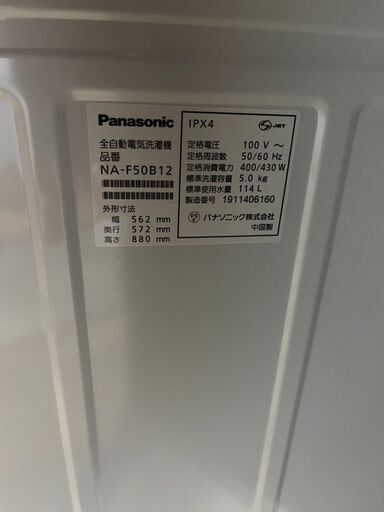 Panasonic
全自動電気洗濯機
品番
NA-F50B12
外形寸法
幅 562 mm
奥行 572 mm
高さ 880 mm
IPX4
JET
定格電圧 100 V ～
定格周波数 50/60 Hz
定格消費電力 400/430 W
標準洗濯容量 5.0 kg
標準使用水量 114 L
製造番号 1911406160
PS E
パナソニック株式会社
中国製